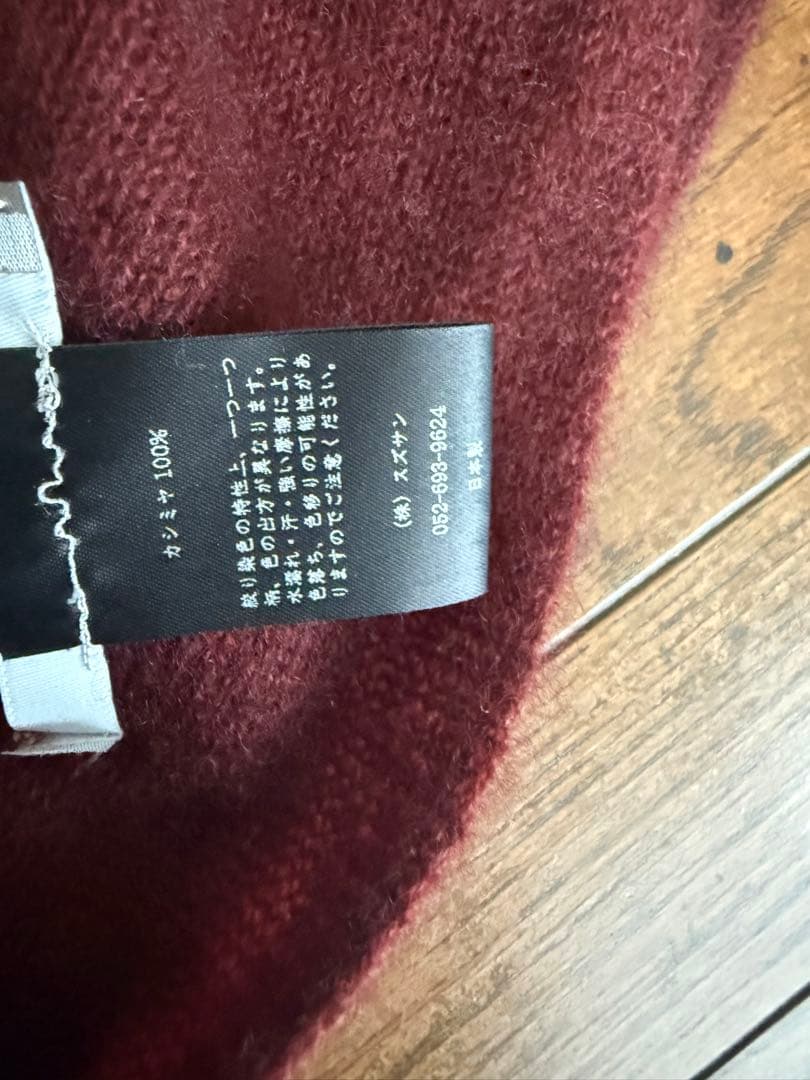 カシミヤ 100%
絞り染色の特性上、一つ一つ
柄、色の出方が異なります。
水濡れ・汗・強い摩擦により
色落ち、色移りの可能性があ
りますのでご注意ください。
(株) スズサン
052-693-9624
日本製